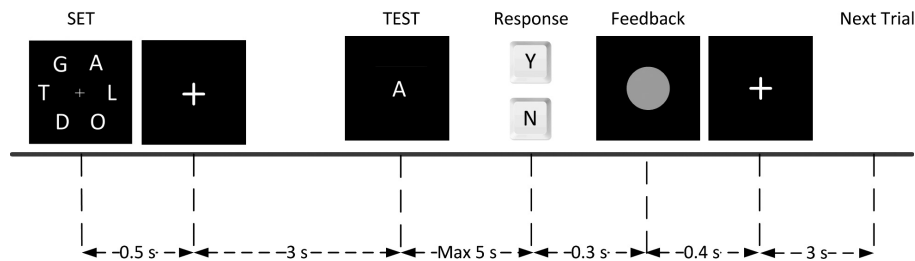 SET TEST Response Feedback Next Trial
G A
T + L
D O
+
A
Y
N
+
0.5 s 3 s Max 5 s 0.3 s 0.4 s 3 s